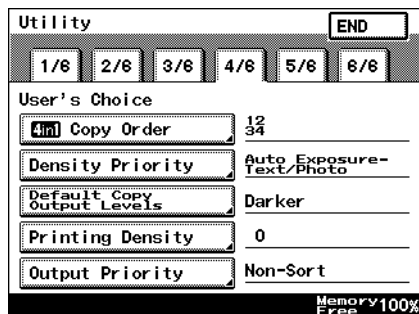 Utility END
1/6 2/6 3/6 4/6 5/6 6/6
User's Choice
4in1 Copy Order 12
34
Density Priority Auto Exposure-
Text/Photo
Default Copy
Output Levels Darker
Printing Density 0
Output Priority Non-Sort
Memory
Free 100%